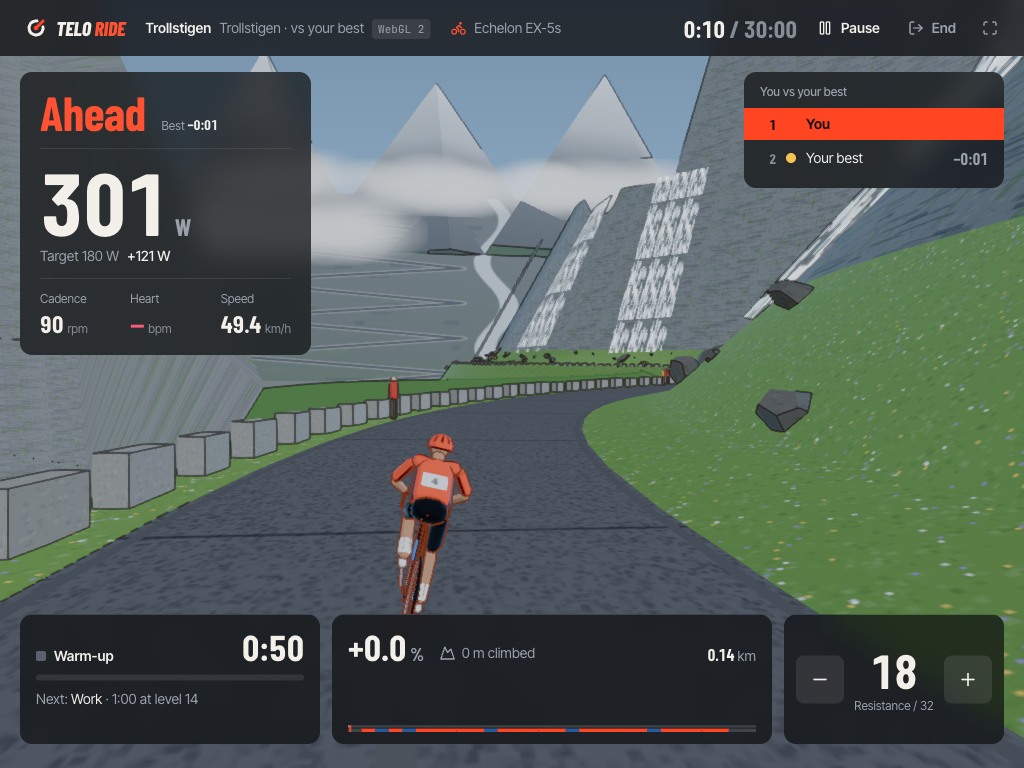 TELO RIDE Trollstigen Trollstigen · vs your best WebGL 2 Echelon EX-5s 0:10 / 30:00 Pause End
Ahead Best −0:01
301 W
Target 180 W +121 W
Cadence Heart Speed
90 rpm — bpm 49.4 km/h
You vs your best
1 You
2 Your best −0:01
4
Warm-up 0:50
Next: Work · 1:00 at level 14
+0.0 % 0 m climbed 0.14 km
− 18 +
Resistance / 32